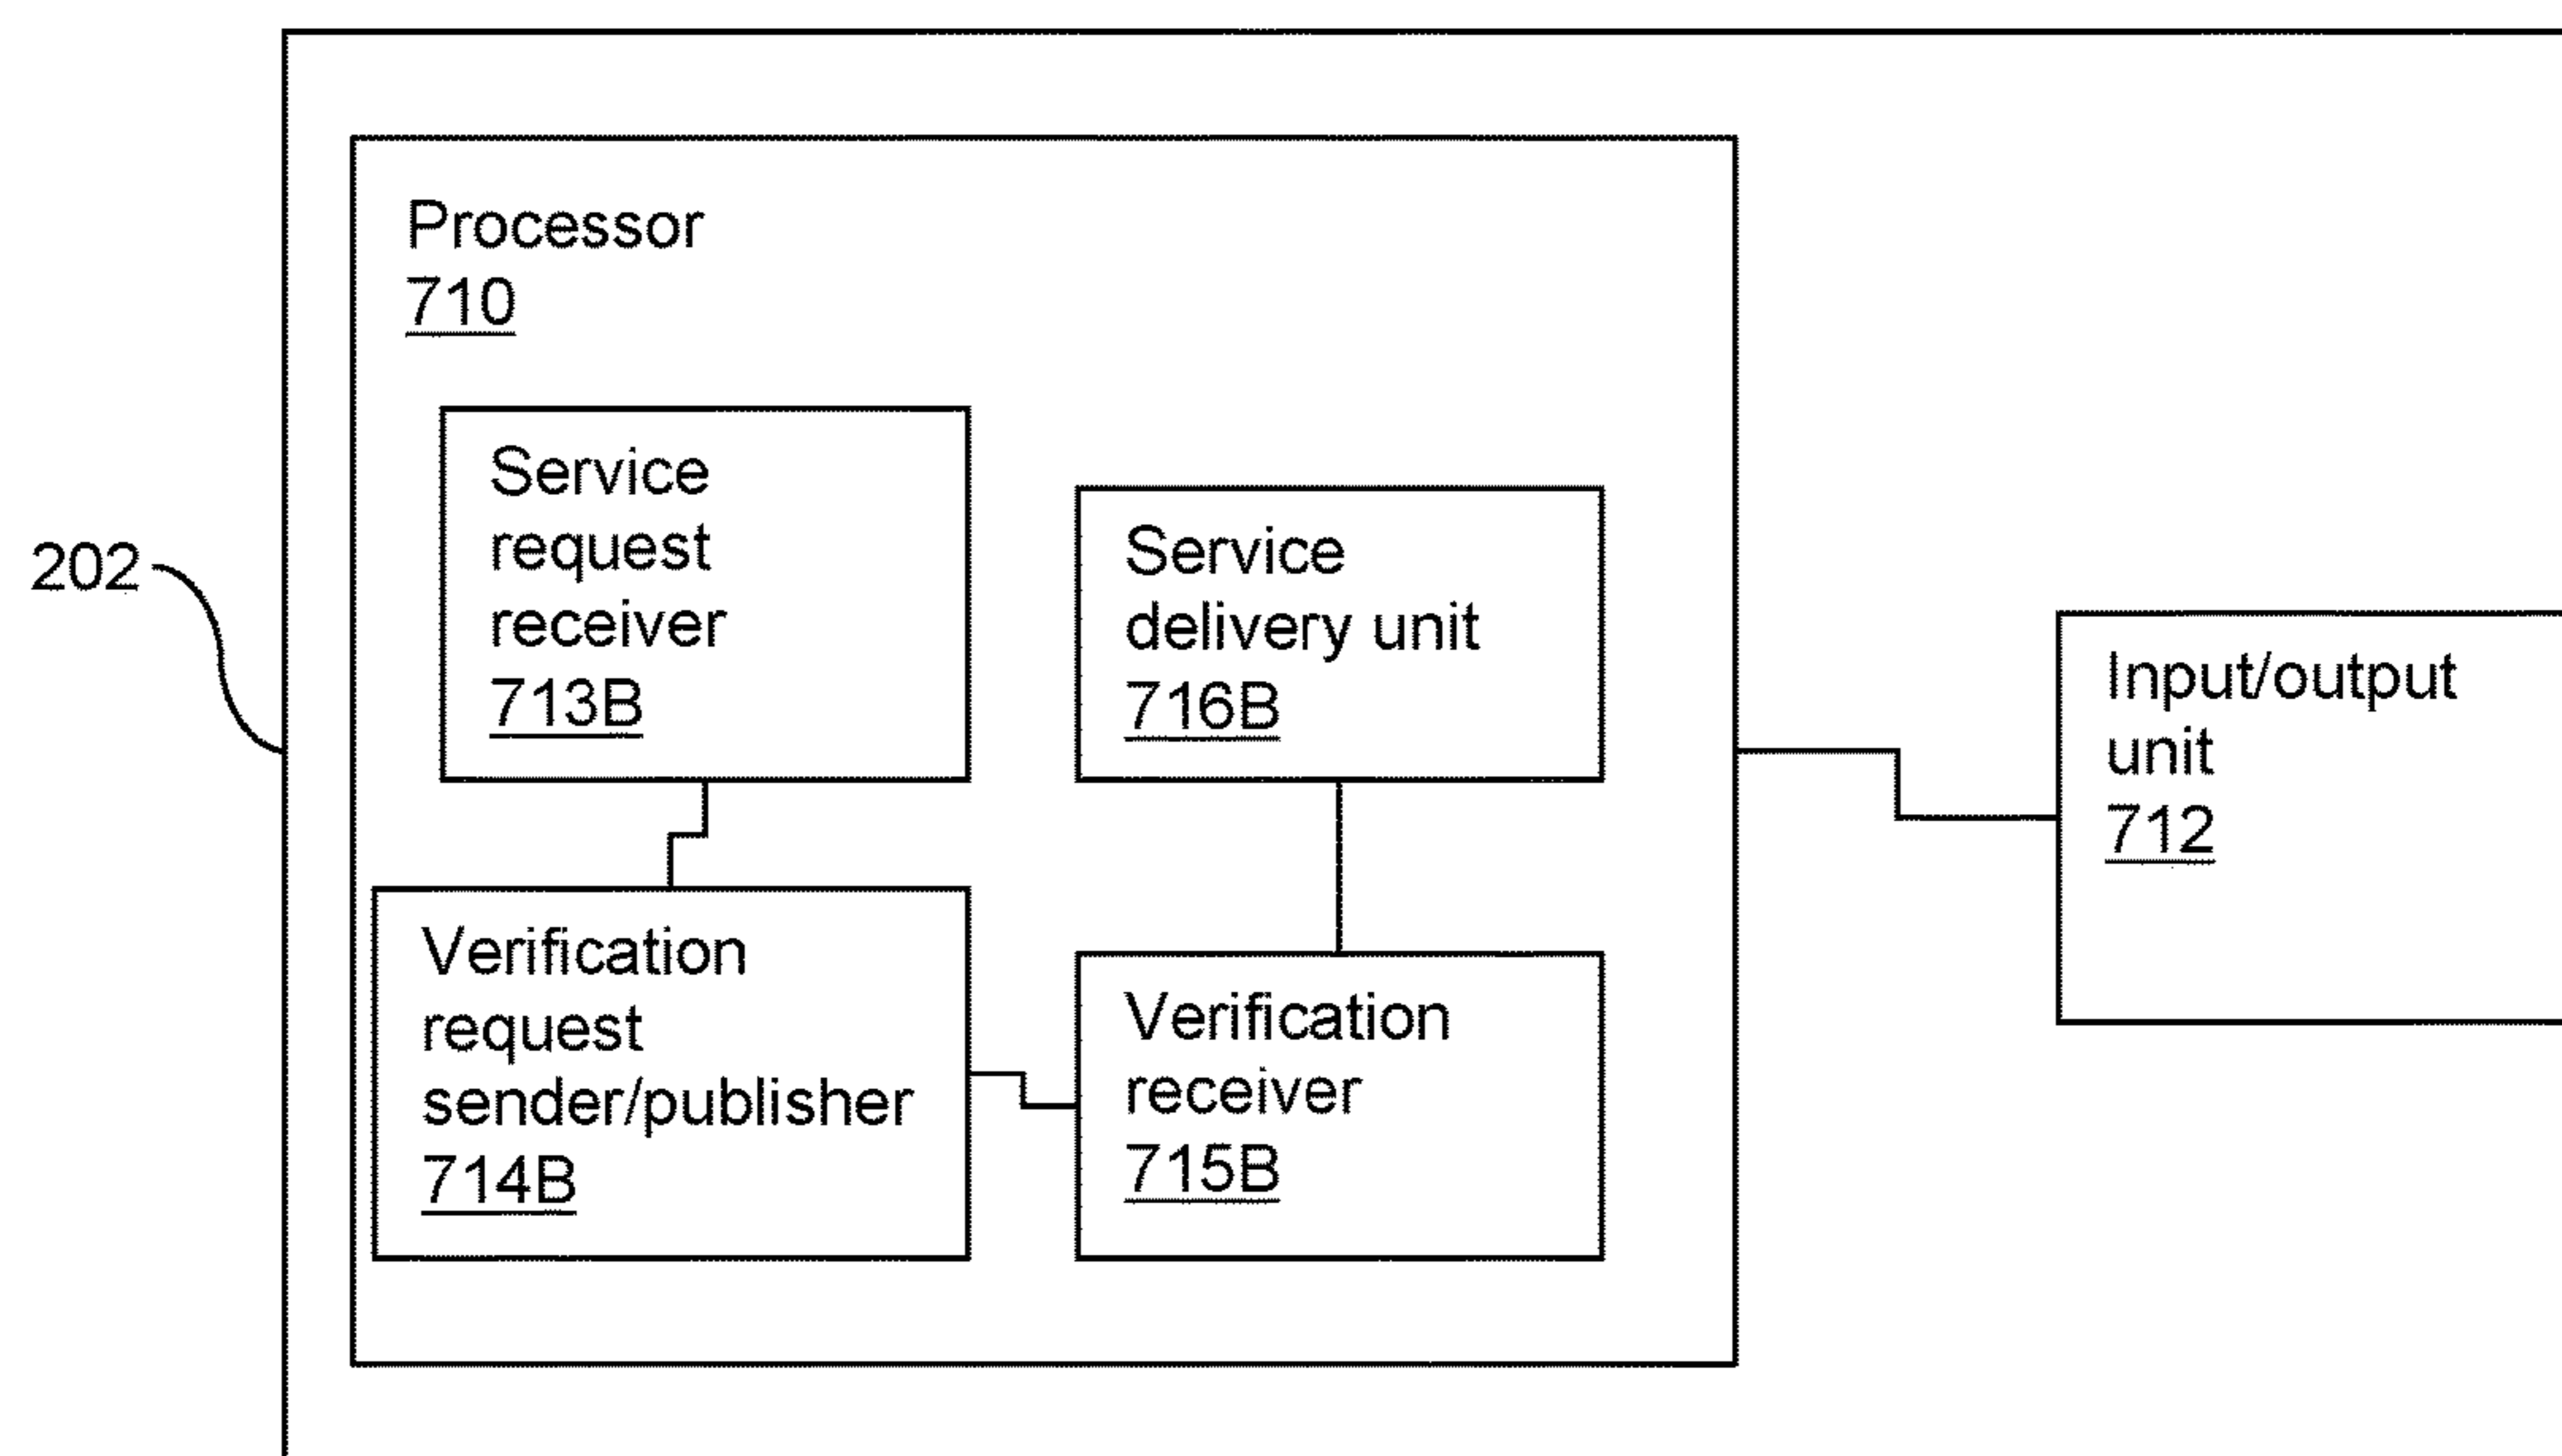 Processor
710
Service
request
receiver
713B
Service
delivery unit
716B
202
Input/output
unit
712
Verification
request
sender/publisher
714B
Verification
receiver
715B